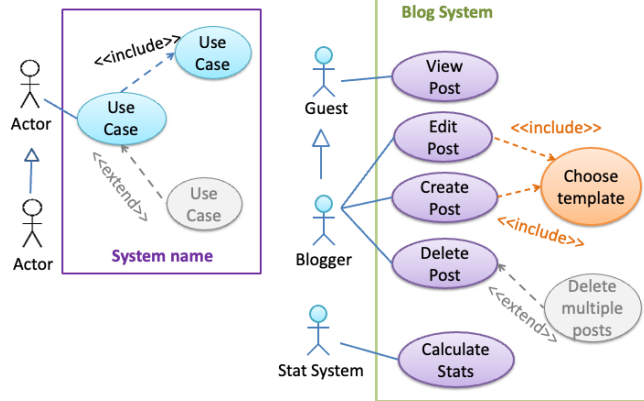 <<include>>
Use
Case
Actor
Use
Case
<<extend>>
Use
Case
Actor
System name
Blog System
View
Post
Guest
Edit
Post
<<include>>
Choose
template
Create
Post
<<include>>
Blogger
Delete
Post
<<extend>>
Delete
multiple
posts
Stat System
Calculate
Stats